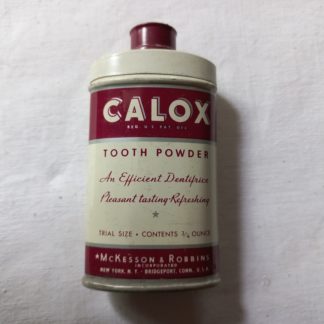 CALOX
REG. U.S. PAT. OFF.
TOOTH POWDER
An Efficient Dentifrice
Pleasant tasting-Refreshing
TRIAL SIZE • CONTENTS 3/4 OUNCE
★ McKESSON & ROBBINS
INCORPORATED
NEW YORK, N.Y. - BRIDGEPORT, CONN. U.S.A.